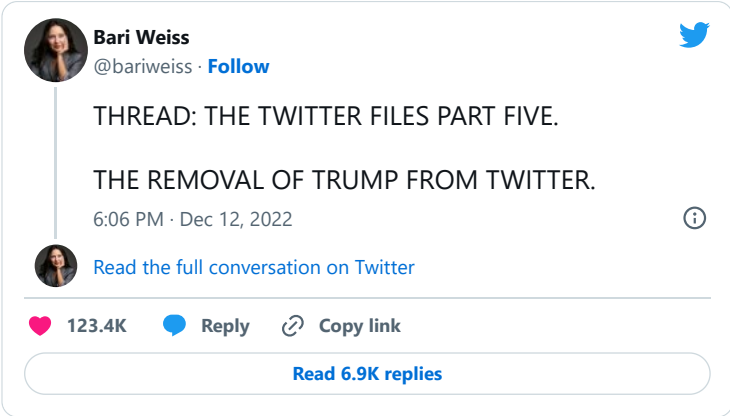 Bari Weiss
@bariweiss · Follow
THREAD: THE TWITTER FILES PART FIVE.
THE REMOVAL OF TRUMP FROM TWITTER.
6:06 PM · Dec 12, 2022
Read the full conversation on Twitter
123.4K Reply Copy link
Read 6.9K replies